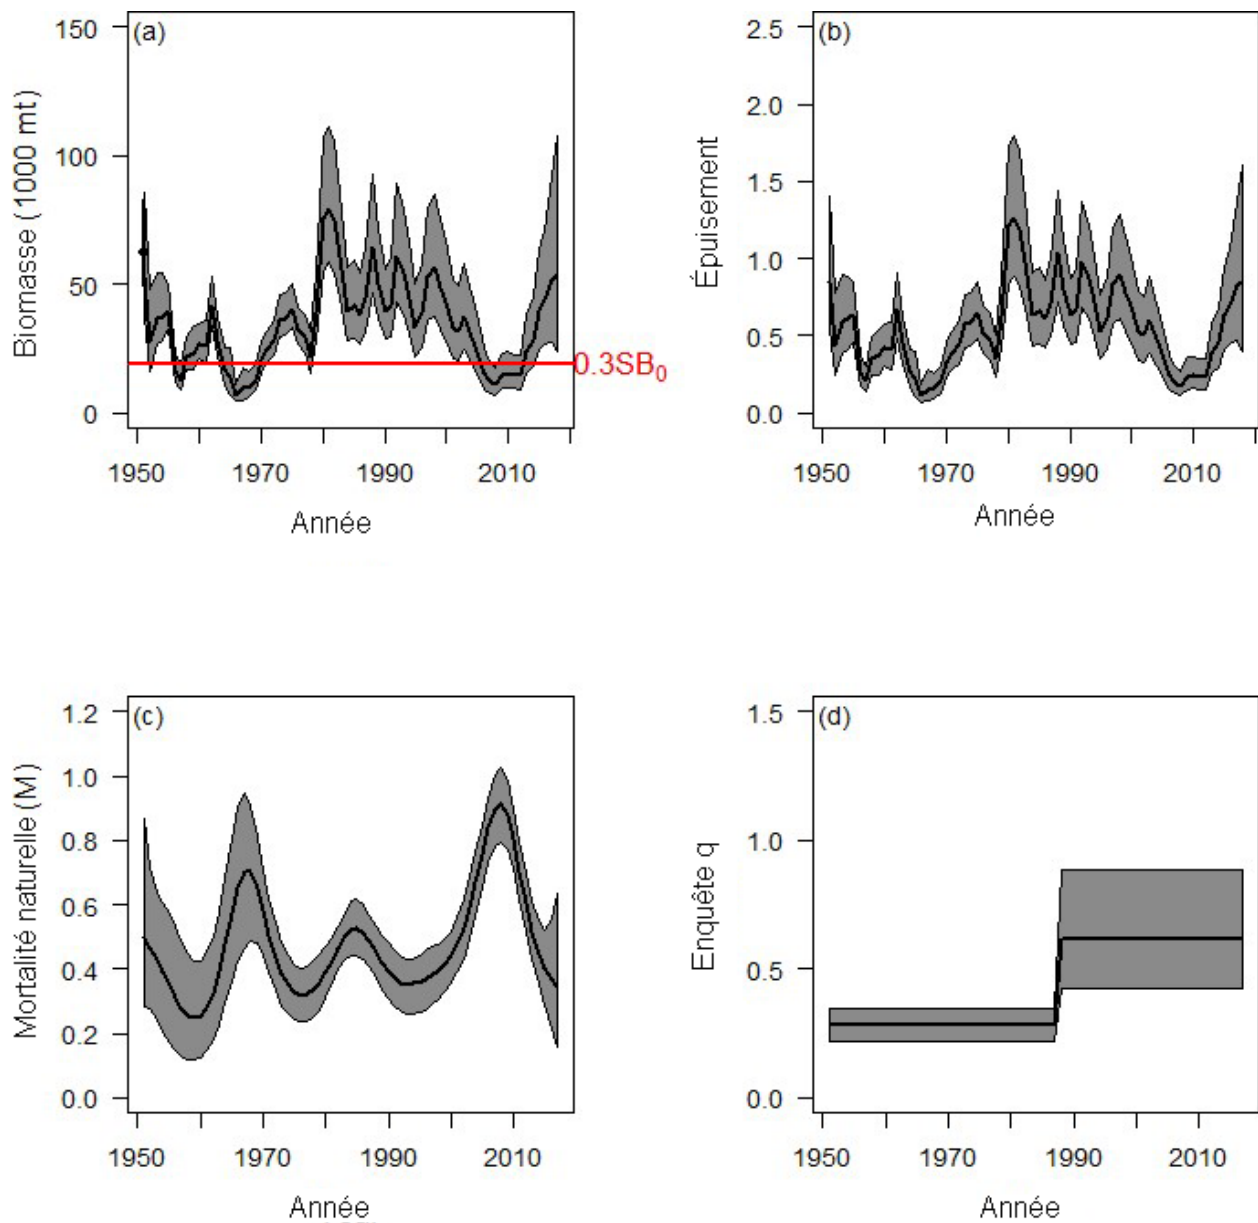 (a)
150
100
50
0
Biomasse (1000 mt)
0.3SB0
1950 1970 1990 2010
Année
(b)
2.5
2.0
1.5
1.0
0.5
0.0
Épuisement
1950 1970 1990 2010
Année
(c)
1.2
1.0
0.8
0.6
0.4
0.2
0.0
Mortalité naturelle (M)
1950 1970 1990 2010
Année
(d)
1.5
1.0
0.5
0.0
Enquête q
1950 1970 1990 2010
Année